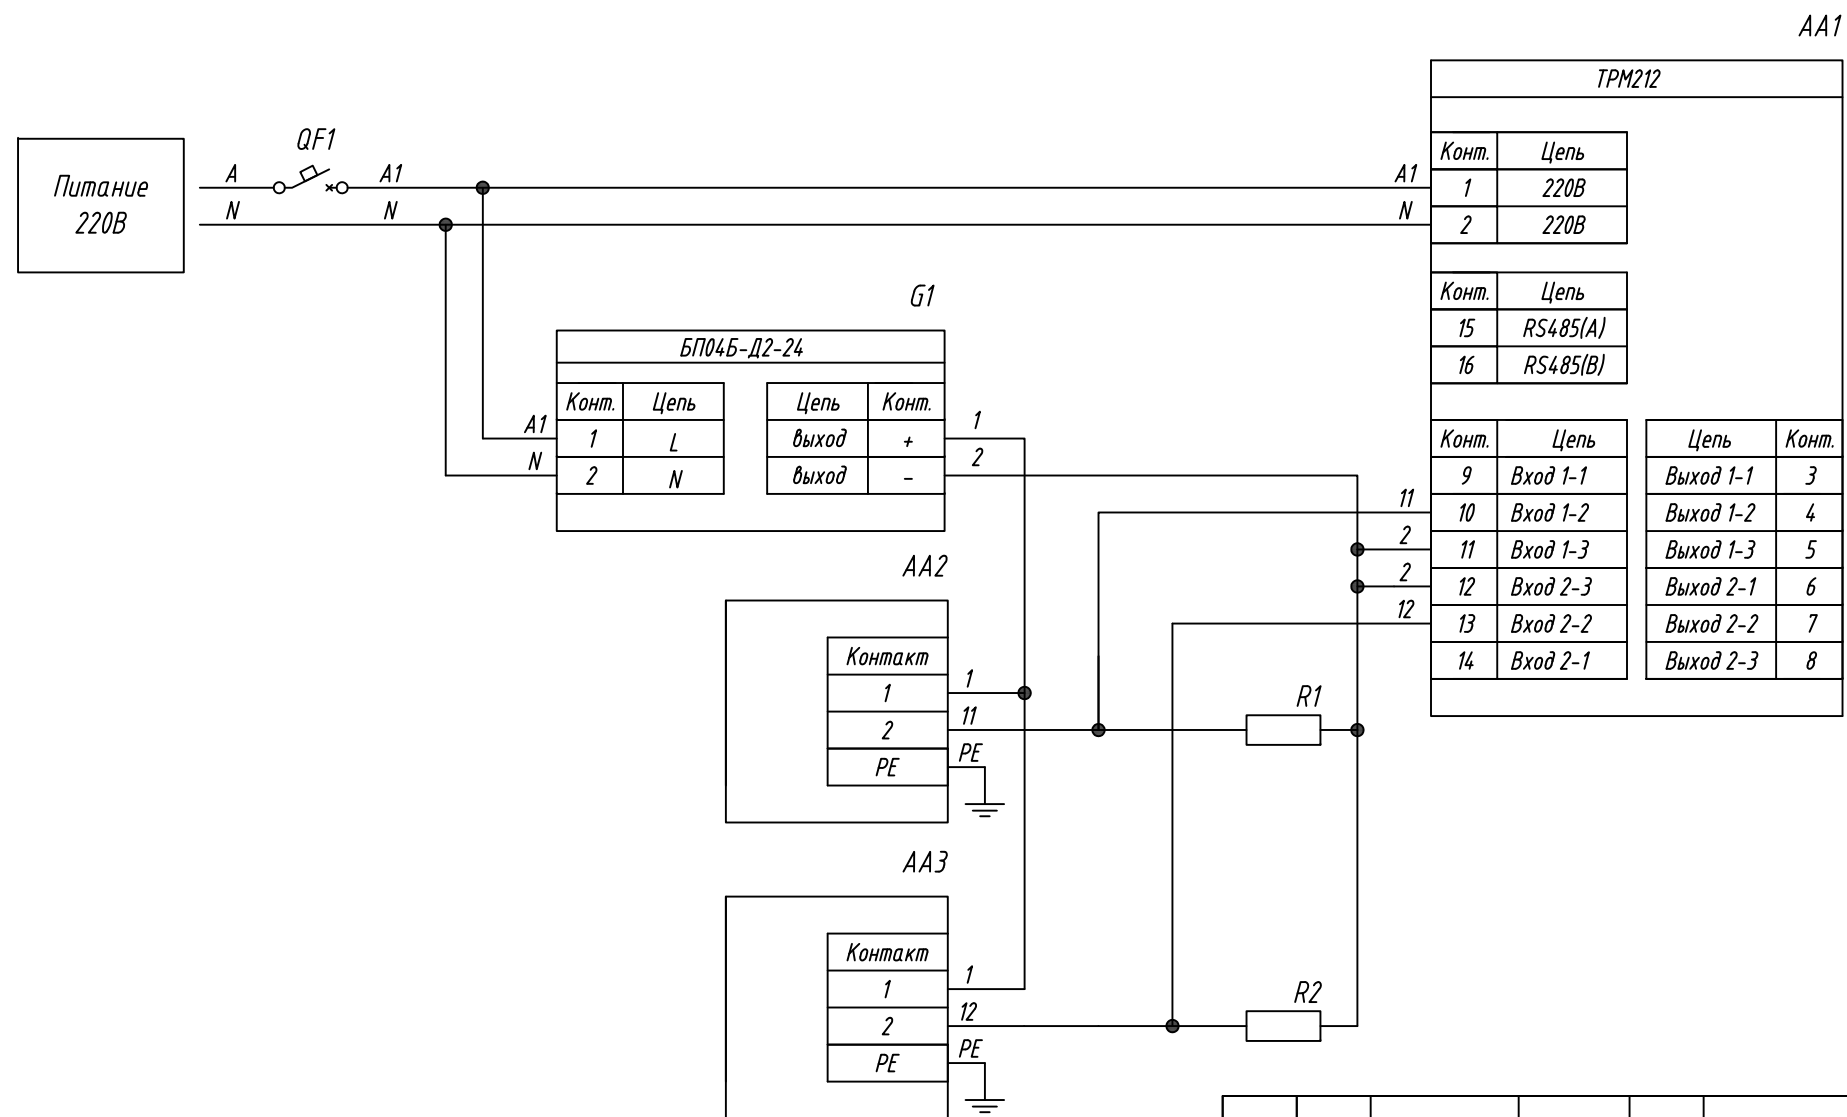 AA1
ТРМ212
QF1
Питание
220В
A
A1
A1
N
N
N
Конт. Цепь
1 220В
2 220В
G1
Конт. Цепь
15 RS485(A)
16 RS485(B)
БП04Б-Д2-24
Конт. Цепь
A1 1 L
N 2 N
Цепь Конт.
выход + 1
выход - 2
Конт. Цепь
9 Вход 1-1
11 10 Вход 1-2
2 11 Вход 1-3
2 12 Вход 2-3
12 13 Вход 2-2
14 Вход 2-1
Цепь Конт.
Выход 1-1 3
Выход 1-2 4
Выход 1-3 5
Выход 2-1 6
Выход 2-2 7
Выход 2-3 8
AA2
Контакт
1 1
2 11
PE PE
R1
AA3
Контакт
1 1
2 12
PE PE
R2